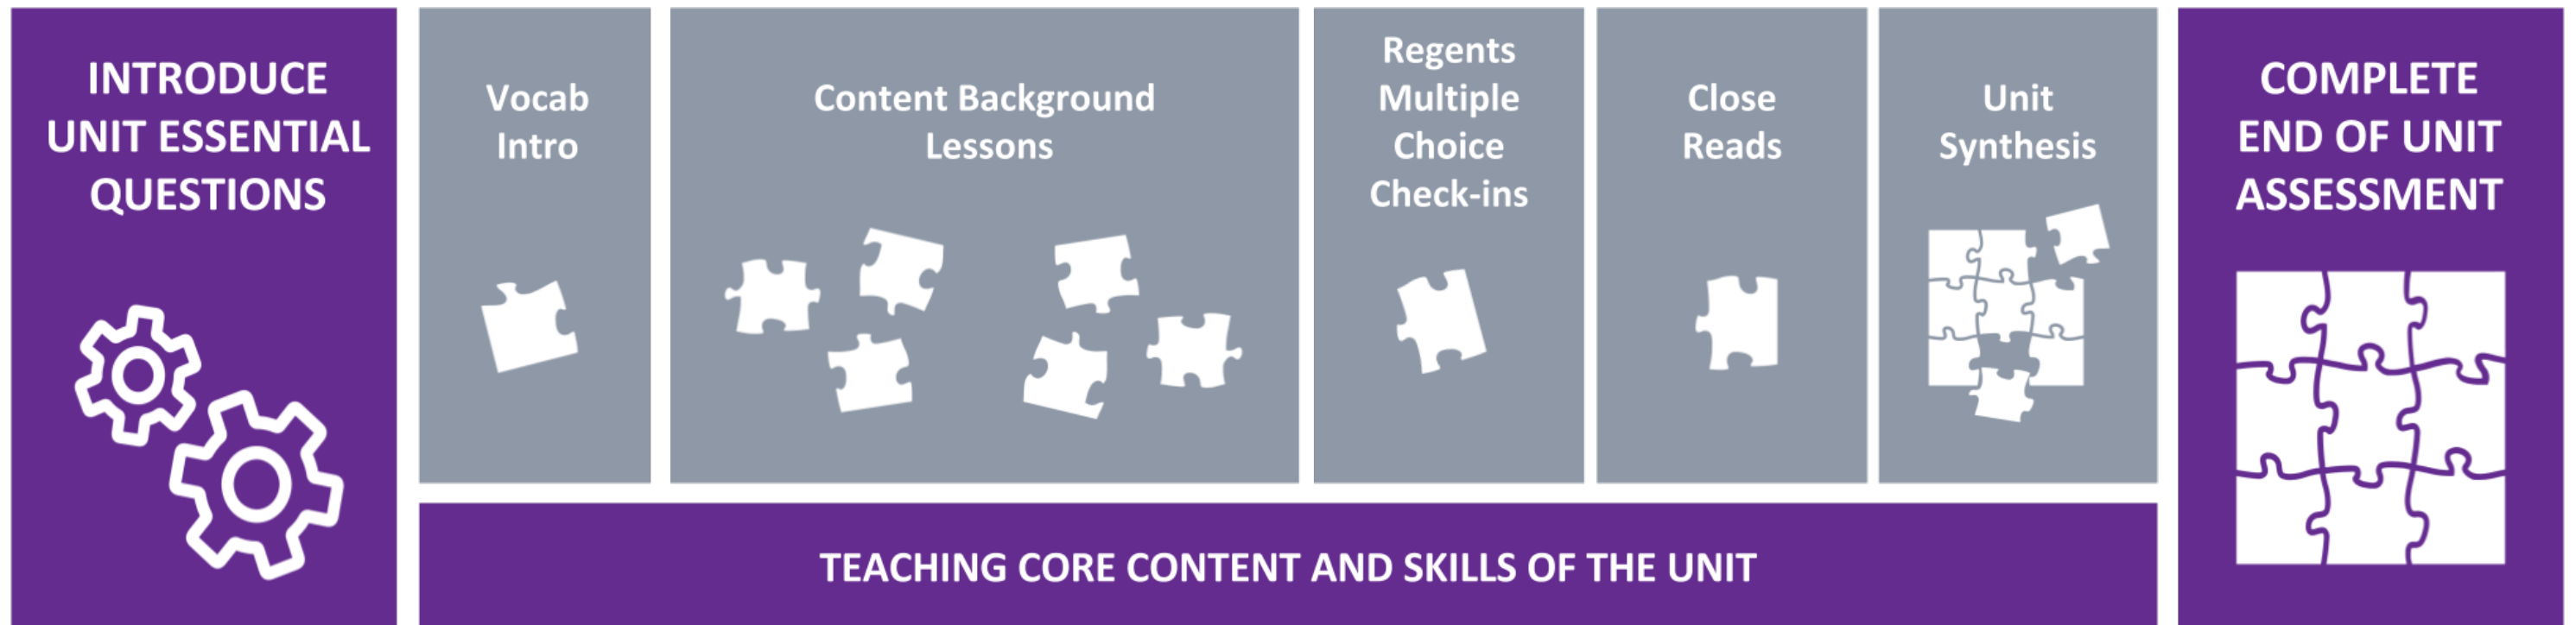 INTRODUCE
UNIT ESSENTIAL
QUESTIONS
Vocab
Intro
Content Background
Lessons
Regents
Multiple
Choice
Check-ins
Close
Reads
Unit
Synthesis
COMPLETE
END OF UNIT
ASSESSMENT
TEACHING CORE CONTENT AND SKILLS OF THE UNIT